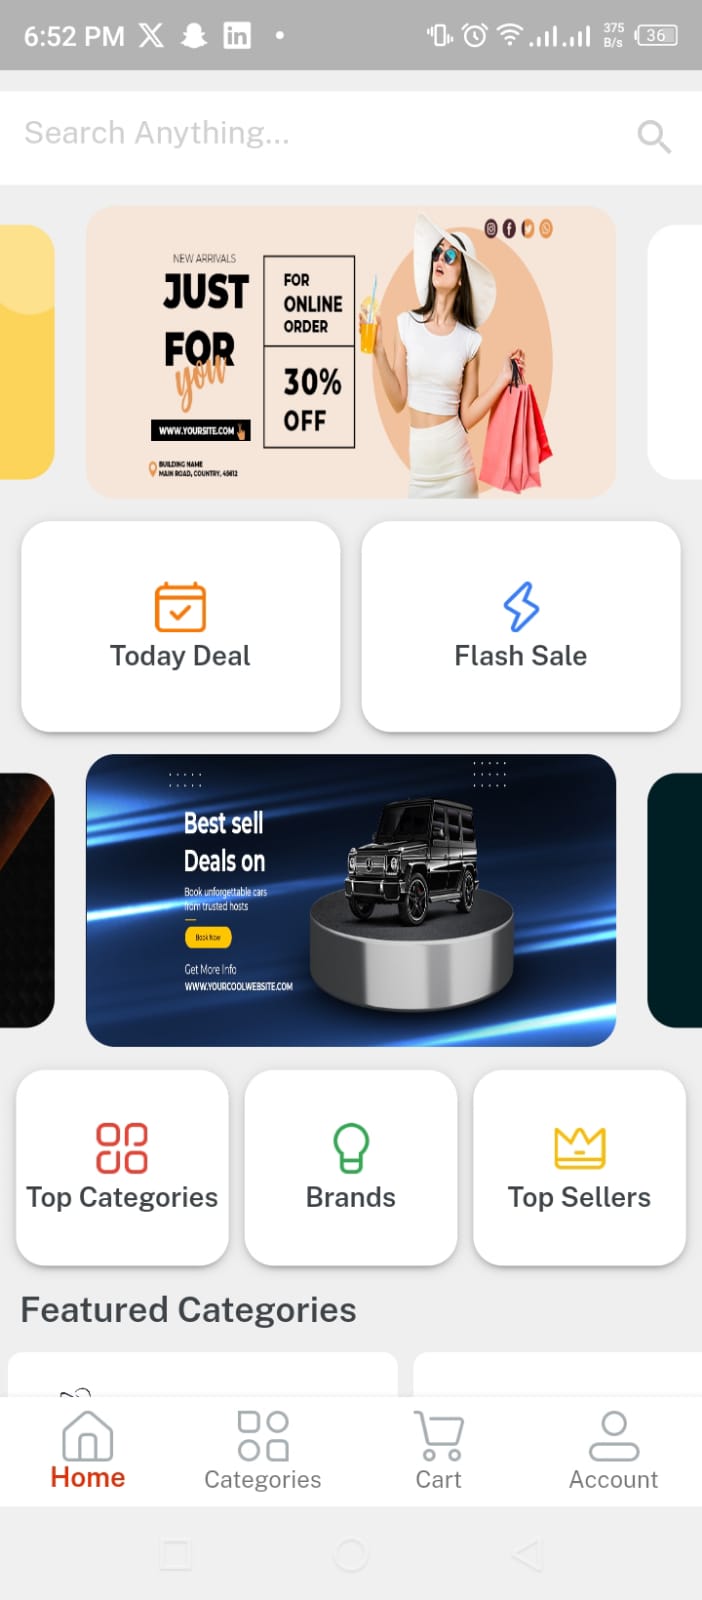 6:52 PM
375
B/s
36
Search Anything...
NEW ARRIVALS
JUST
FOR
you
WWW.YOURSITE.COM
BUILDING NAME
MAIN ROAD, COUNTRY, 45612
FOR
ONLINE
ORDER
30%
OFF
Today Deal
Flash Sale
Best sell
Deals on
Book unforgettable cars
from trusted hosts
Book Now
Get More Info
WWW.YOURCOOLWEBSITE.COM
Top Categories
Brands
Top Sellers
Featured Categories
Home
Categories
Cart
Account